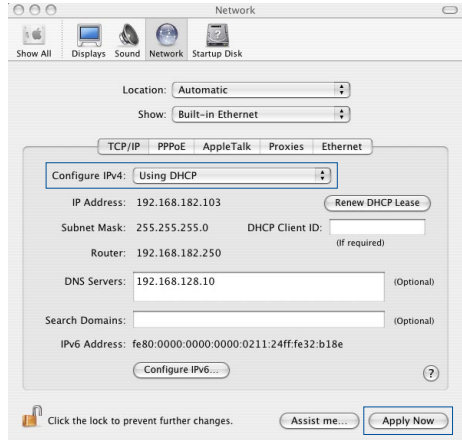 Network
Show All Displays Sound Network Startup Disk
Location: Automatic
Show: Built-in Ethernet
TCP/IP PPPoE AppleTalk Proxies Ethernet
Configure IPv4: Using DHCP
IP Address: 192.168.182.103 Renew DHCP Lease
Subnet Mask: 255.255.255.0 DHCP Client ID:
(If required)
Router: 192.168.182.250
DNS Servers: 192.168.128.10 (Optional)
Search Domains: (Optional)
IPv6 Address: fe80:0000:0000:0000:0211:24ff:fe32:b18e
Configure IPv6... ?
Click the lock to prevent further changes. Assist me... Apply Now